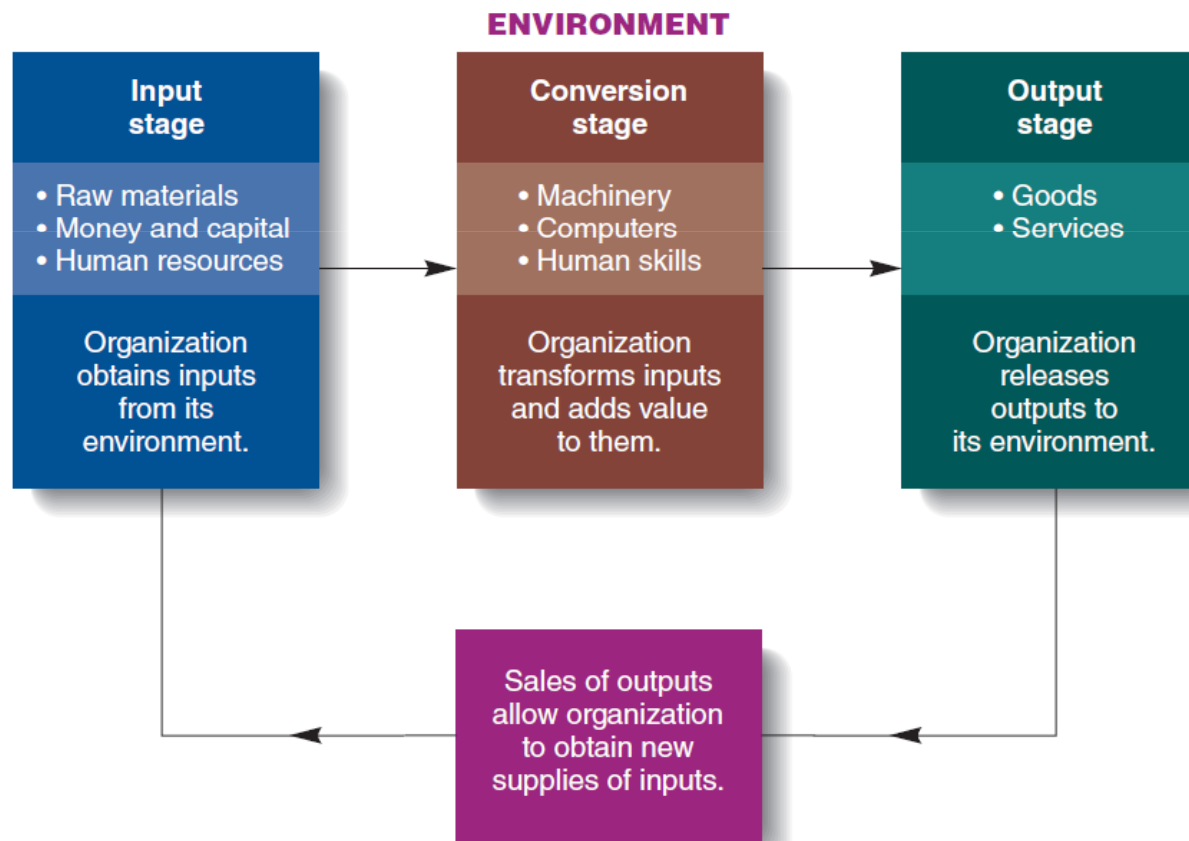 ENVIRONMENT
Input
stage
• Raw materials
• Money and capital
• Human resources
Organization
obtains inputs
from its
environment.
Conversion
stage
• Machinery
• Computers
• Human skills
Organization
transforms inputs
and adds value
to them.
Output
stage
• Goods
• Services
Organization
releases
outputs to
its environment.
Sales of outputs
allow organization
to obtain new
supplies of inputs.